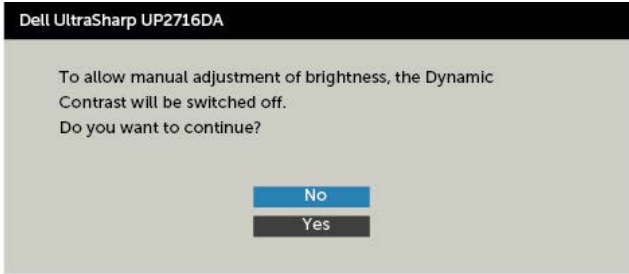 Dell UltraSharp UP2716DA
To allow manual adjustment of brightness, the Dynamic
Contrast will be switched off.
Do you want to continue?
No
Yes